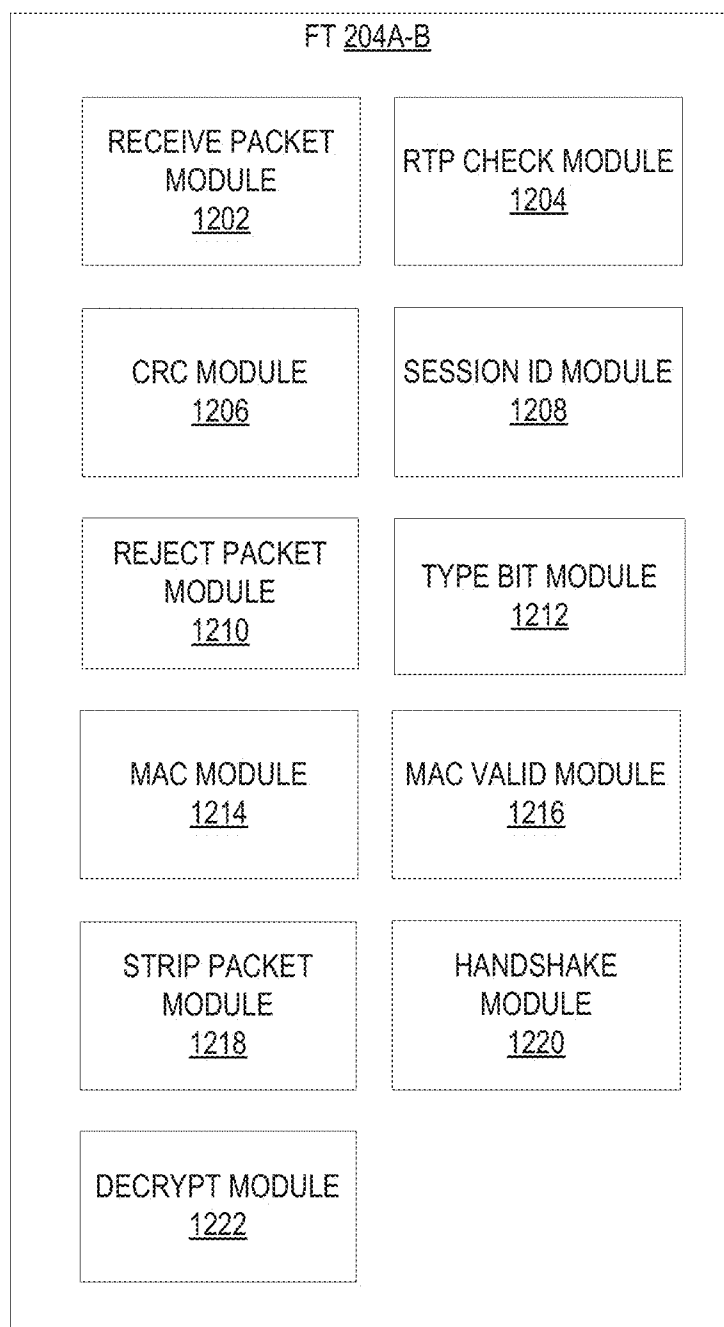 FT 204A-B
RECEIVE PACKET
MODULE
1202
RTP CHECK MODULE
1204
CRC MODULE
1206
SESSION ID MODULE
1208
REJECT PACKET
MODULE
1210
TYPE BIT MODULE
1212
MAC MODULE
1214
MAC VALID MODULE
1216
STRIP PACKET
MODULE
1218
HANDSHAKE
MODULE
1220
DECRYPT MODULE
1222